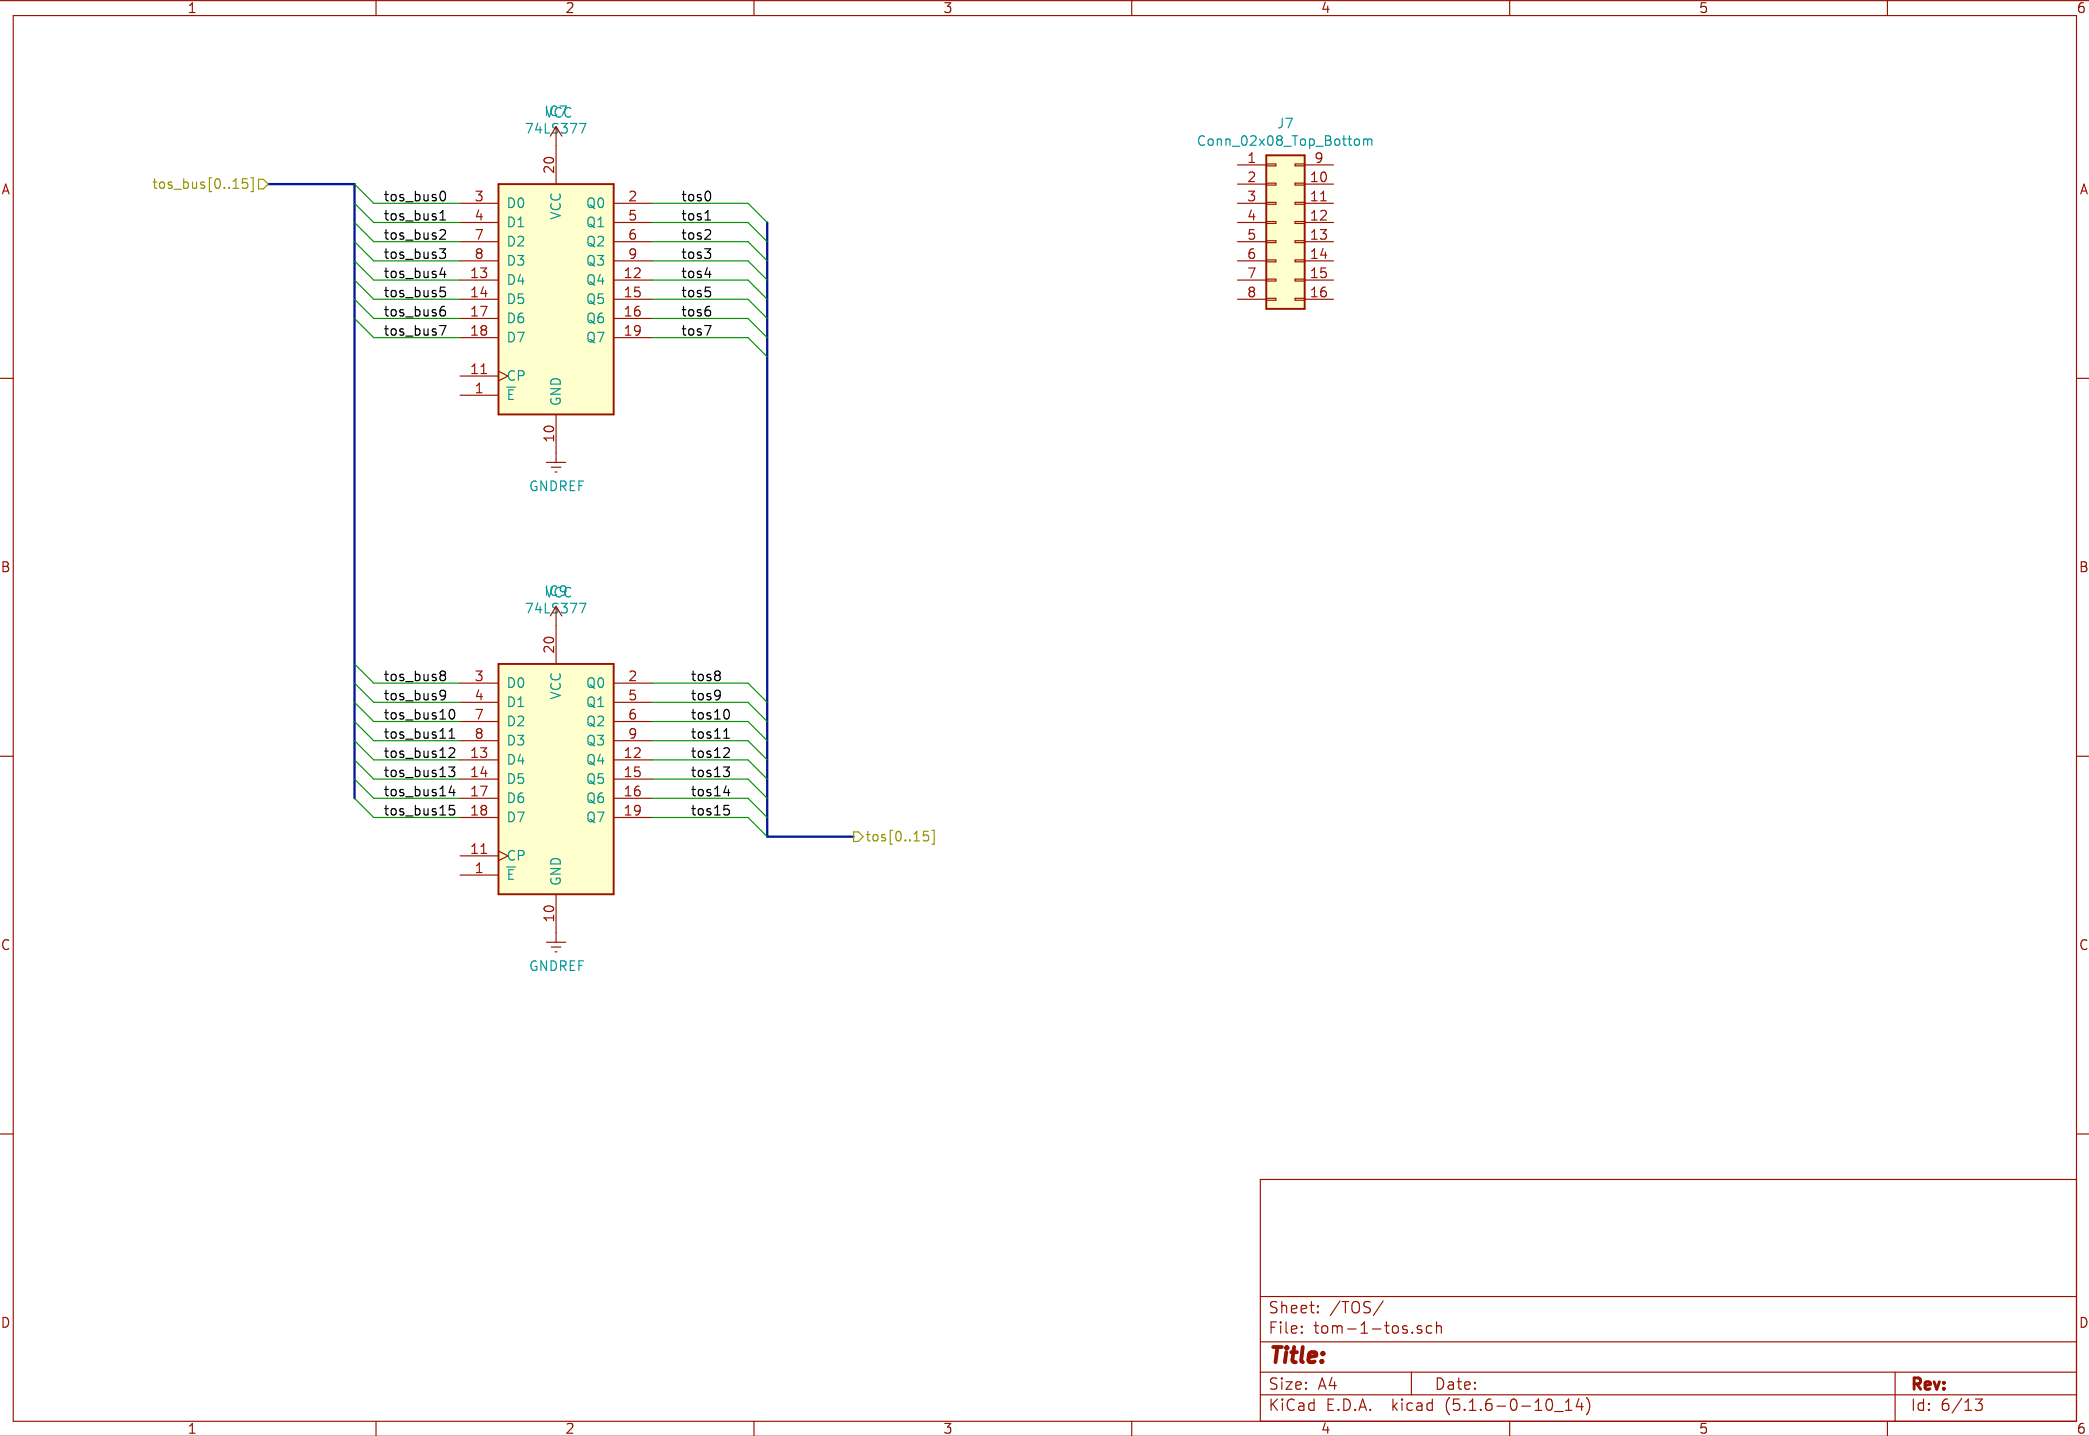 1 2 3 4 5 6
A A
B B
C C
D D
tos_bus[0..15]
IC7
VCC
74LS377
20
tos_bus0 3 D0 VCC Q0 2 tos0
tos_bus1 4 D1 Q1 5 tos1
tos_bus2 7 D2 Q2 6 tos2
tos_bus3 8 D3 Q3 9 tos3
tos_bus4 13 D4 Q4 12 tos4
tos_bus5 14 D5 Q5 15 tos5
tos_bus6 17 D6 Q6 16 tos6
tos_bus7 18 D7 Q7 19 tos7
11 CP
1 E GND
10
GNDREF
J7
Conn_02x08_Top_Bottom
1 9
2 10
3 11
4 12
5 13
6 14
7 15
8 16
IC9
VCC
74LS377
20
tos_bus8 3 D0 VCC Q0 2 tos8
tos_bus9 4 D1 Q1 5 tos9
tos_bus10 7 D2 Q2 6 tos10
tos_bus11 8 D3 Q3 9 tos11
tos_bus12 13 D4 Q4 12 tos12
tos_bus13 14 D5 Q5 15 tos13
tos_bus14 17 D6 Q6 16 tos14
tos_bus15 18 D7 Q7 19 tos15
tos[0..15]
11 CP
1 E GND
10
GNDREF
Sheet: /TOS/
File: tom-1-tos.sch
Title:
Size: A4 Date: Rev:
KiCad E.D.A. kicad (5.1.6-0-10_14) Id: 6/13
1 2 3 4 5 6